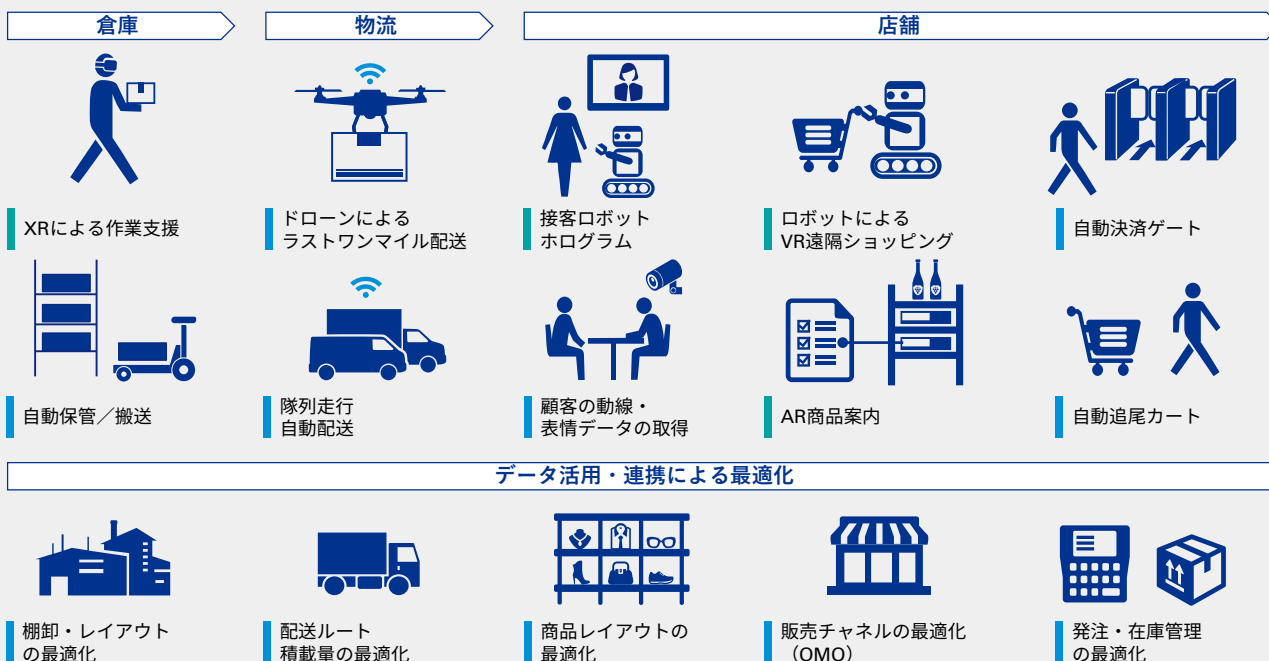 倉庫
物流
店舗
XRによる作業支援
ドローンによる
ラストワンマイル配送
接客ロボット
ホログラム
ロボットによる
VR遠隔ショッピング
自動決済ゲート
自動保管／搬送
隊列走行
自動配送
顧客の動線・
表情データの取得
AR商品案内
自動追尾カート
データ活用・連携による最適化
棚卸・レイアウト
の最適化
配送ルート
積載量の最適化
商品レイアウトの
最適化
販売チャネルの最適化
（OMO）
発注・在庫管理
の最適化